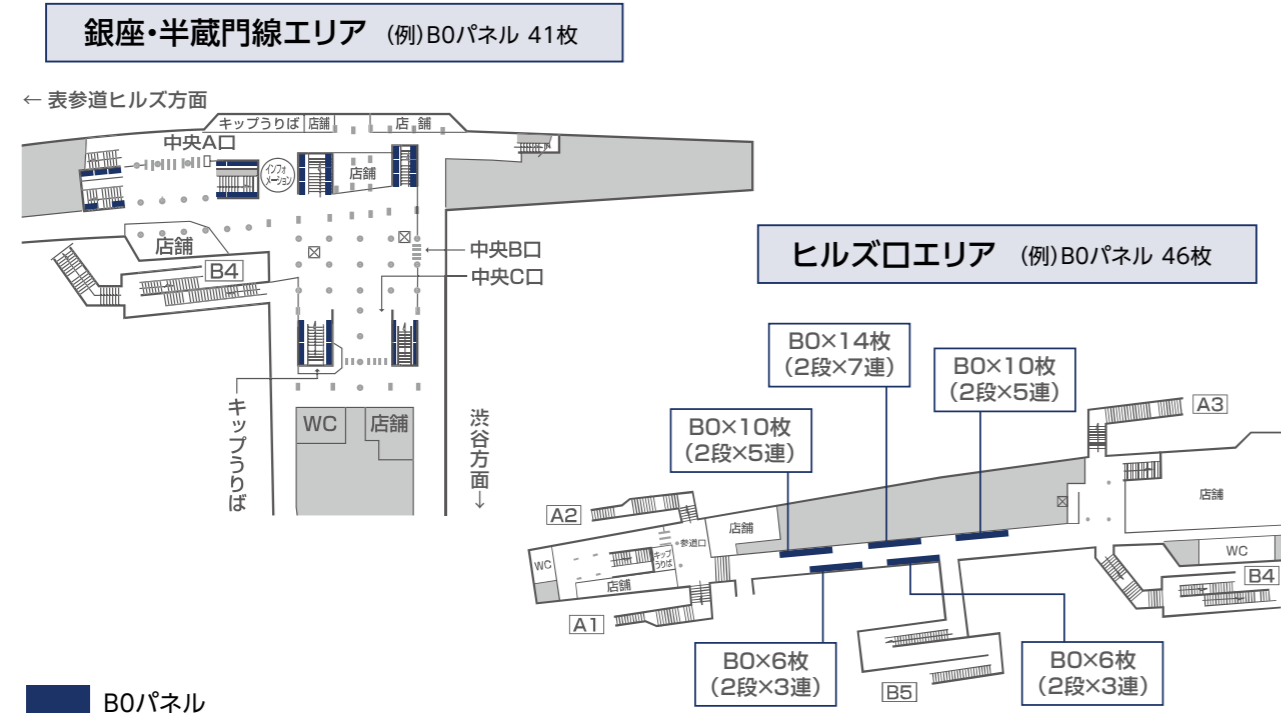 銀座・半蔵門線エリア (例)B0パネル 41枚
← 表参道ヒルズ方面
キップうりば
店舗
店舗
中央A口
インフォ
メーション
店舗
店舗
B4
中央B口
中央C口
キップうりば
WC
店舗
渋谷方面→
ヒルズ口エリア (例)B0パネル 46枚
B0×14枚
(2段×7連)
B0×10枚
(2段×5連)
B0×10枚
(2段×5連)
A3
A2
店舗
店舗
参道口
WC
キップ
うりば
店舗
WC
B4
A1
B0×6枚
(2段×3連)
B5
B0×6枚
(2段×3連)
B0パネル